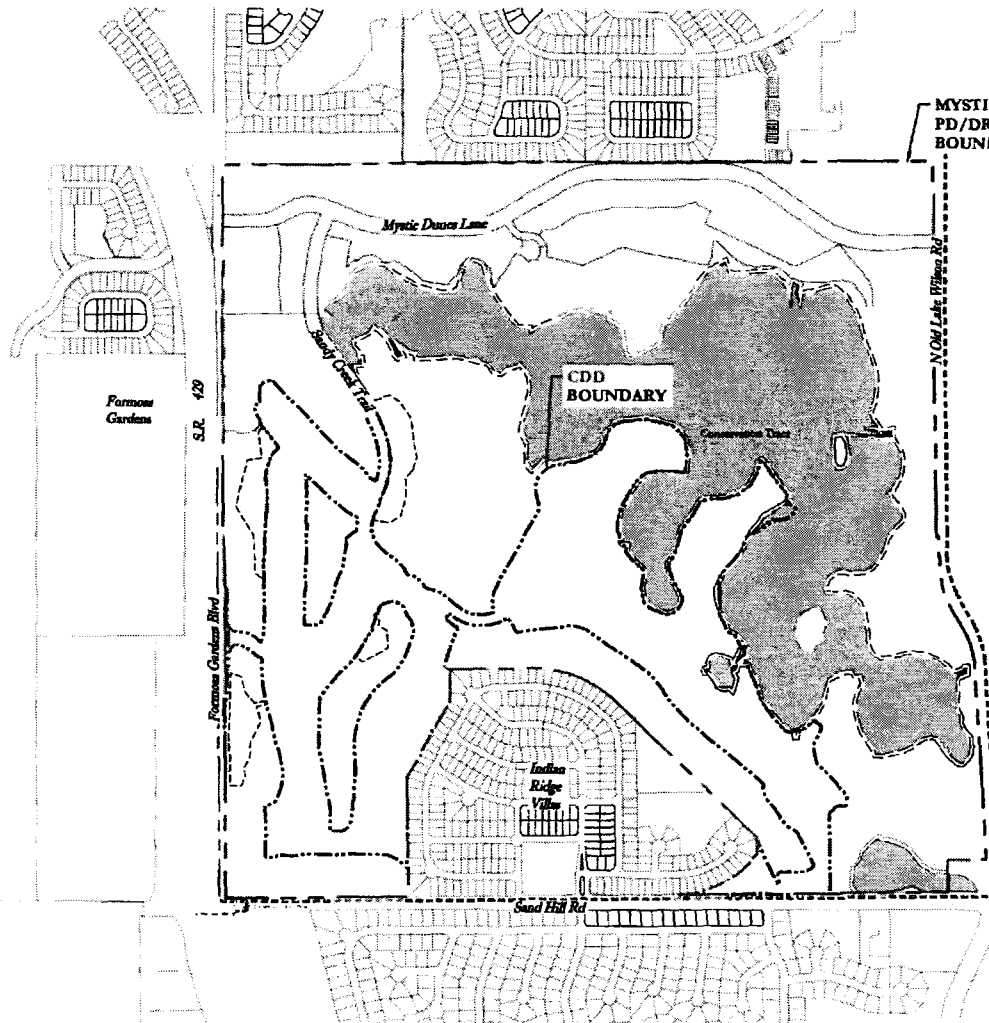 MYSTI
PD/DR
BOUN
Mystic Dunes Lane
N Old Lake Wilson Rd
Sandy Creek Trail
CDD
BOUNDARY
Formosa
Gardens
S.R. 429
Conservation Tract
Formosa Gardens Blvd
Indian
Ridge
Villas
Sand Hill Rd